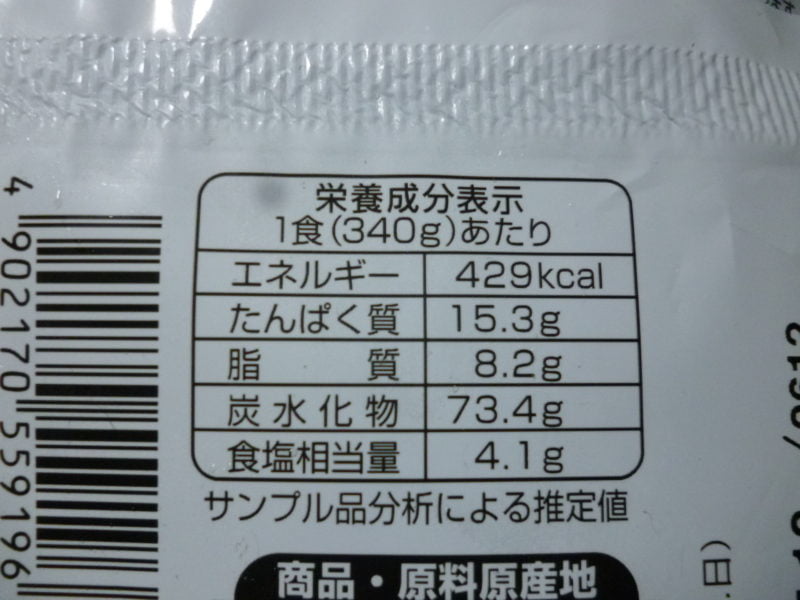 栄養成分表示
1食(340g)あたり
エネルギー 429kcal
たんぱく質 15.3g
脂質 8.2g
炭水化物 73.4g
食塩相当量 4.1g
サンプル品分析による推定値
商品・原料原産地
4 902170 559196